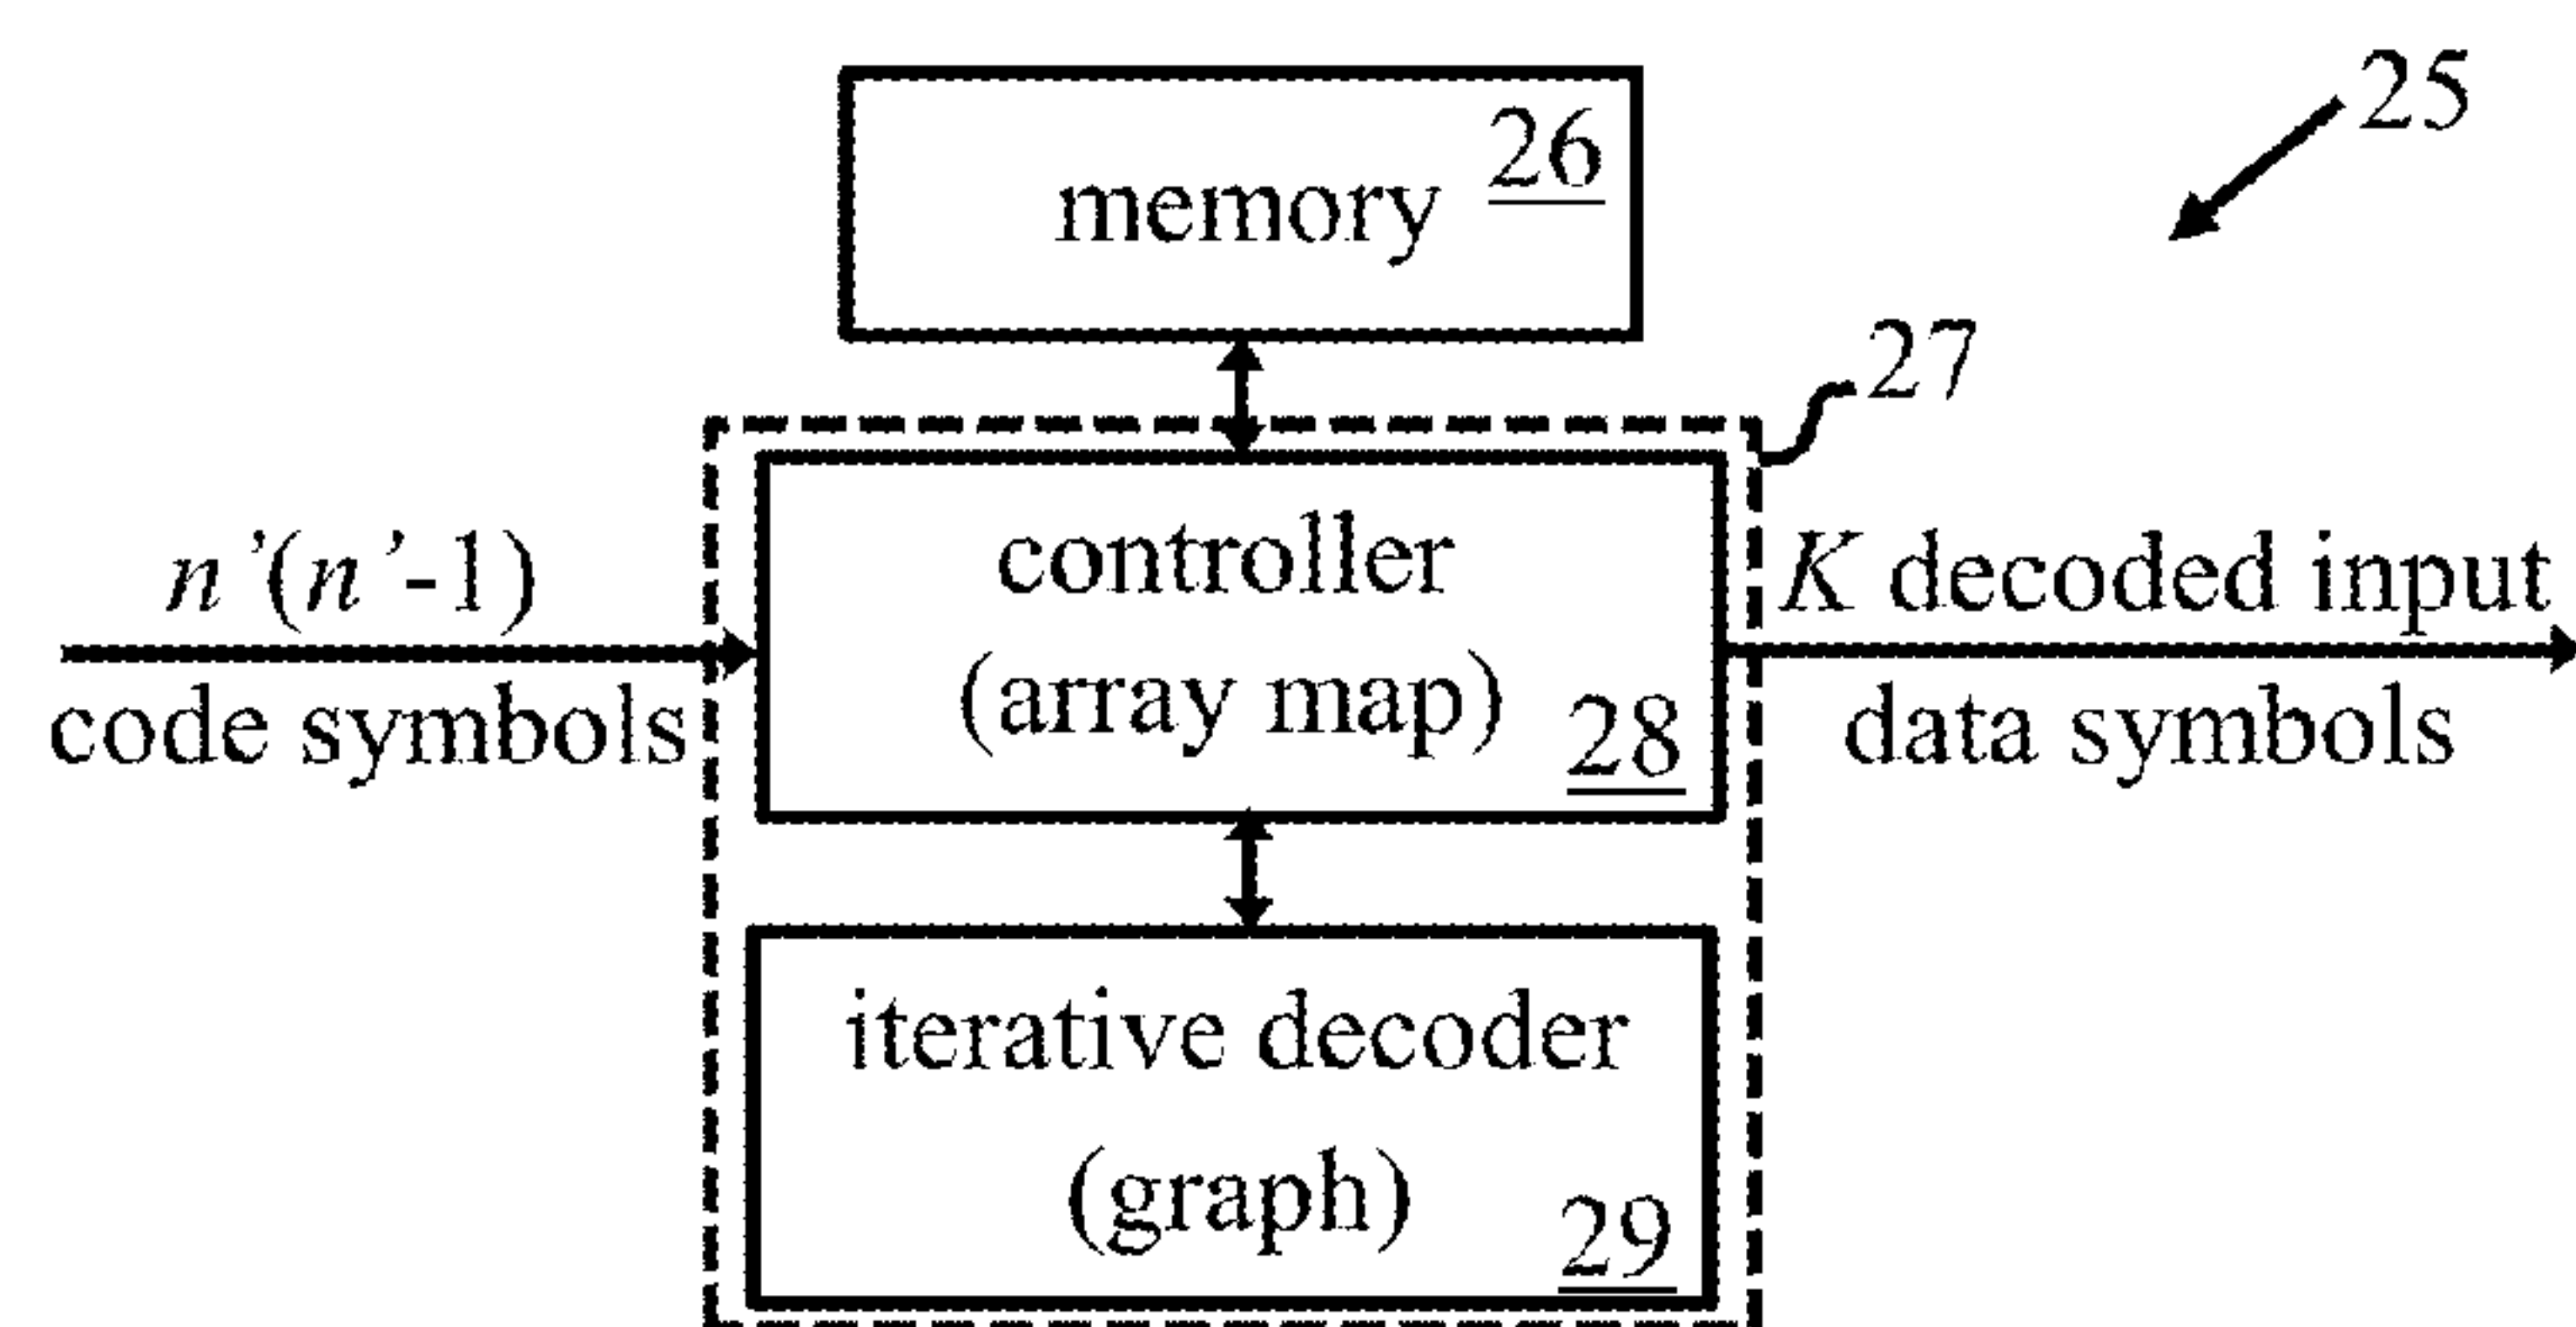 25
26
memory
27
n’(n’-1)
code symbols
controller
(array map)
28
K decoded input
data symbols
iterative decoder
(graph)
29